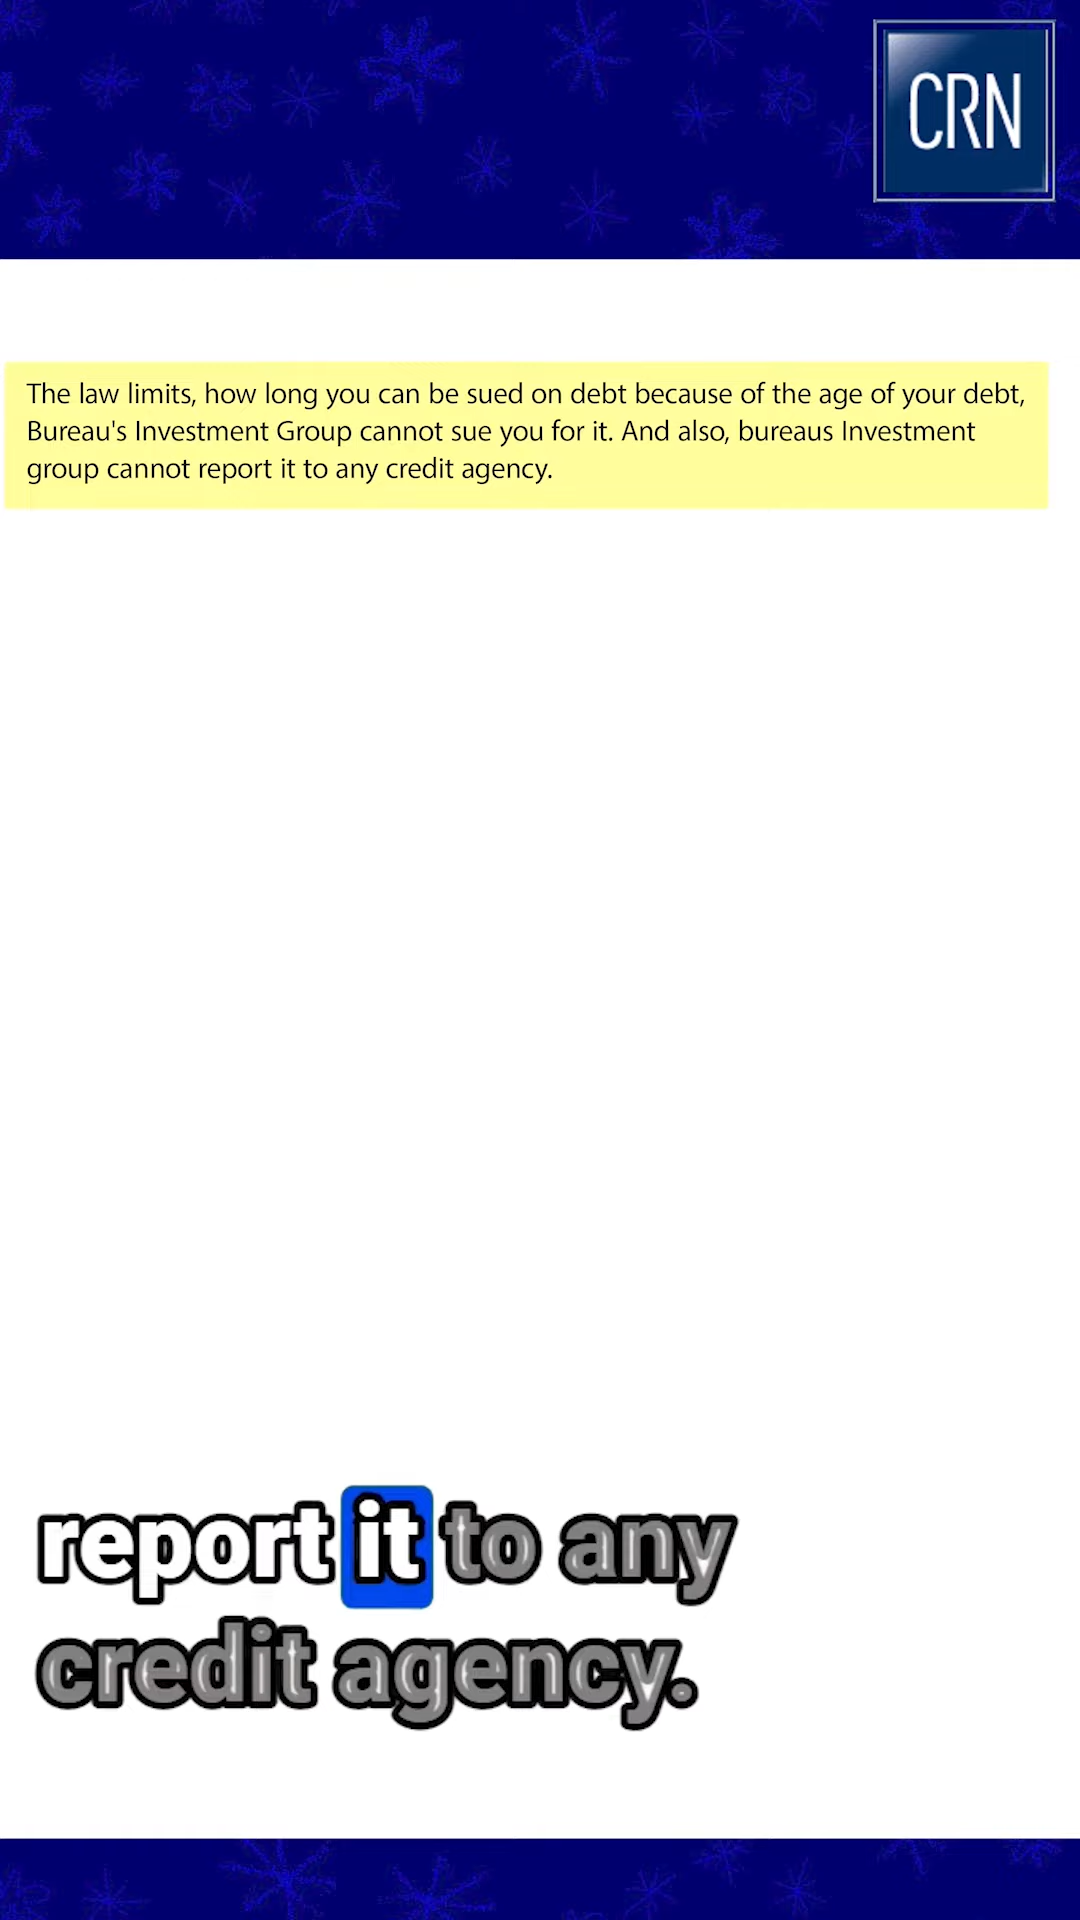 CRN
The law limits, how long you can be sued on debt because of the age of your debt,
Bureau's Investment Group cannot sue you for it. And also, bureaus Investment
group cannot report it to any credit agency.
report it to any
credit agency.